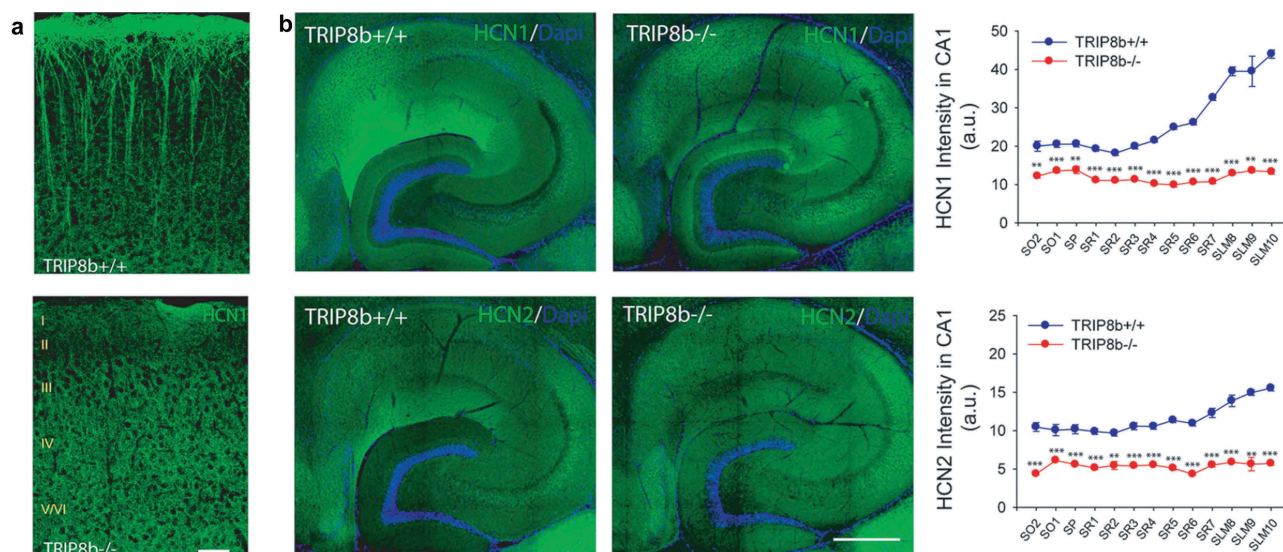 a
TRIP8b+/+
HCN1
I
II
III
IV
V/VI
TRIP8b-/-
b
TRIP8b+/+
HCN1/Dapi
TRIP8b-/-
HCN1/Dapi
TRIP8b+/+
HCN2/Dapi
TRIP8b-/-
HCN2/Dapi
HCN1 Intensity in CA1
(a.u.)
50
40
30
20
10
0
TRIP8b+/+
TRIP8b-/-
** *** ** *** *** *** *** *** *** *** *** ** ***
SO2 SO1 SP SR1 SR2 SR3 SR4 SR5 SR6 SR7 SLM8 SLM9 SLM10
HCN2 Intensity in CA1
(a.u.)
25
20
15
10
5
0
TRIP8b+/+
TRIP8b-/-
*** *** *** *** ** *** *** *** *** *** *** ** ***
SO2 SO1 SP SR1 SR2 SR3 SR4 SR5 SR6 SR7 SLM8 SLM9 SLM10